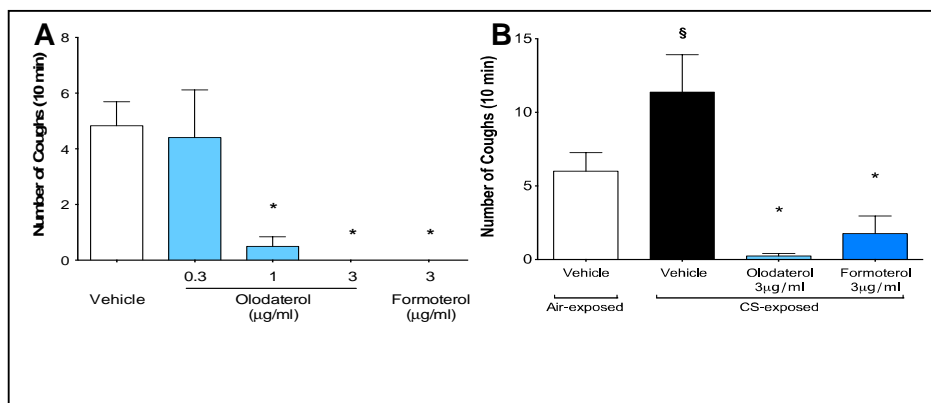 A
Number of Coughs (10 min)
8
6
4
2
0
0.3 1 3 3
Vehicle Olodaterol Formoterol
(µg/ml) (µg/ml)
* * *
B
Number of Coughs (10 min)
15
10
5
0
§
* *
Vehicle Vehicle Olodaterol Formoterol
3µg/ml 3µg/ml
Air-exposed CS-exposed